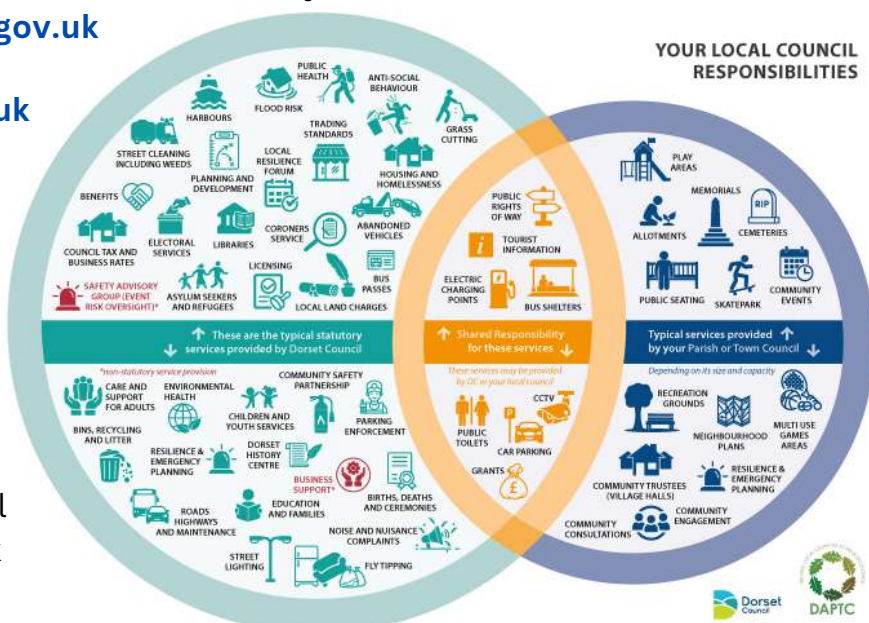 gov.uk
uk
YOUR LOCAL COUNCIL
RESPONSIBILITIES
HARBOURS
FLOOD RISK
PUBLIC
HEALTH
ANTI-SOCIAL
BEHAVIOUR
GRASS
CUTTING
STREET CLEANING
INCLUDING WEEDS
PLANNING AND
DEVELOPMENT
LOCAL
RESILIENCE
FORUM
TRADING
STANDARDS
HOUSING AND
HOMELESSNESS
BENEFITS
COUNCIL TAX AND
BUSINESS RATES
ELECTORAL
SERVICES
LIBRARIES
CORONERS
SERVICE
ABANDONED
VEHICLES
SAFETY ADVISORY
GROUP (EVENT
RISK OVERSIGHT)*
ASYLUM SEEKERS
AND REFUGEES
LICENSING
LOCAL LAND CHARGES
BUS
PASSES
These are the typical statutory
services provided by Dorset Council
*non-statutory service provision
CARE AND
SUPPORT
FOR ADULTS
ENVIRONMENTAL
HEALTH
COMMUNITY SAFETY
PARTNERSHIP
CHILDREN AND
YOUTH SERVICES
PARKING
ENFORCEMENT
BINS, RECYCLING
AND LITTER
RESILIENCE &
EMERGENCY
PLANNING
DORSET
HISTORY
CENTRE
BUSINESS
SUPPORT*
BIRTHS, DEATHS
AND CEREMONIES
ROADS
HIGHWAYS
AND MAINTENANCE
EDUCATION
AND FAMILIES
NOISE AND NUISANCE
COMPLAINTS
STREET
LIGHTING
FLY TIPPING
PUBLIC
RIGHTS
OF WAY
i
TOURIST
INFORMATION
ELECTRIC
CHARGING
POINTS
BUS SHELTERS
Shared Responsibility
for these services
These services may be provided
by DC or your local council
PUBLIC
TOILETS
CCTV
P
CAR PARKING
GRANTS
£
PLAY
AREAS
MEMORIALS
RIP
ALLOTMENTS
CEMETERIES
PUBLIC SEATING
SKATEPARK
COMMUNITY
EVENTS
Typical services provided
by your Parish or Town Council
Depending on its size and capacity
RECREATION
GROUNDS
NEIGHBOURHOOD
PLANS
MULTI USE
GAMES
AREAS
COMMUNITY TRUSTEES
(VILLAGE HALLS)
RESILIENCE &
EMERGENCY
PLANNING
COMMUNITY
CONSULTATIONS
COMMUNITY
ENGAGEMENT
Dorset
Council
DAPTC